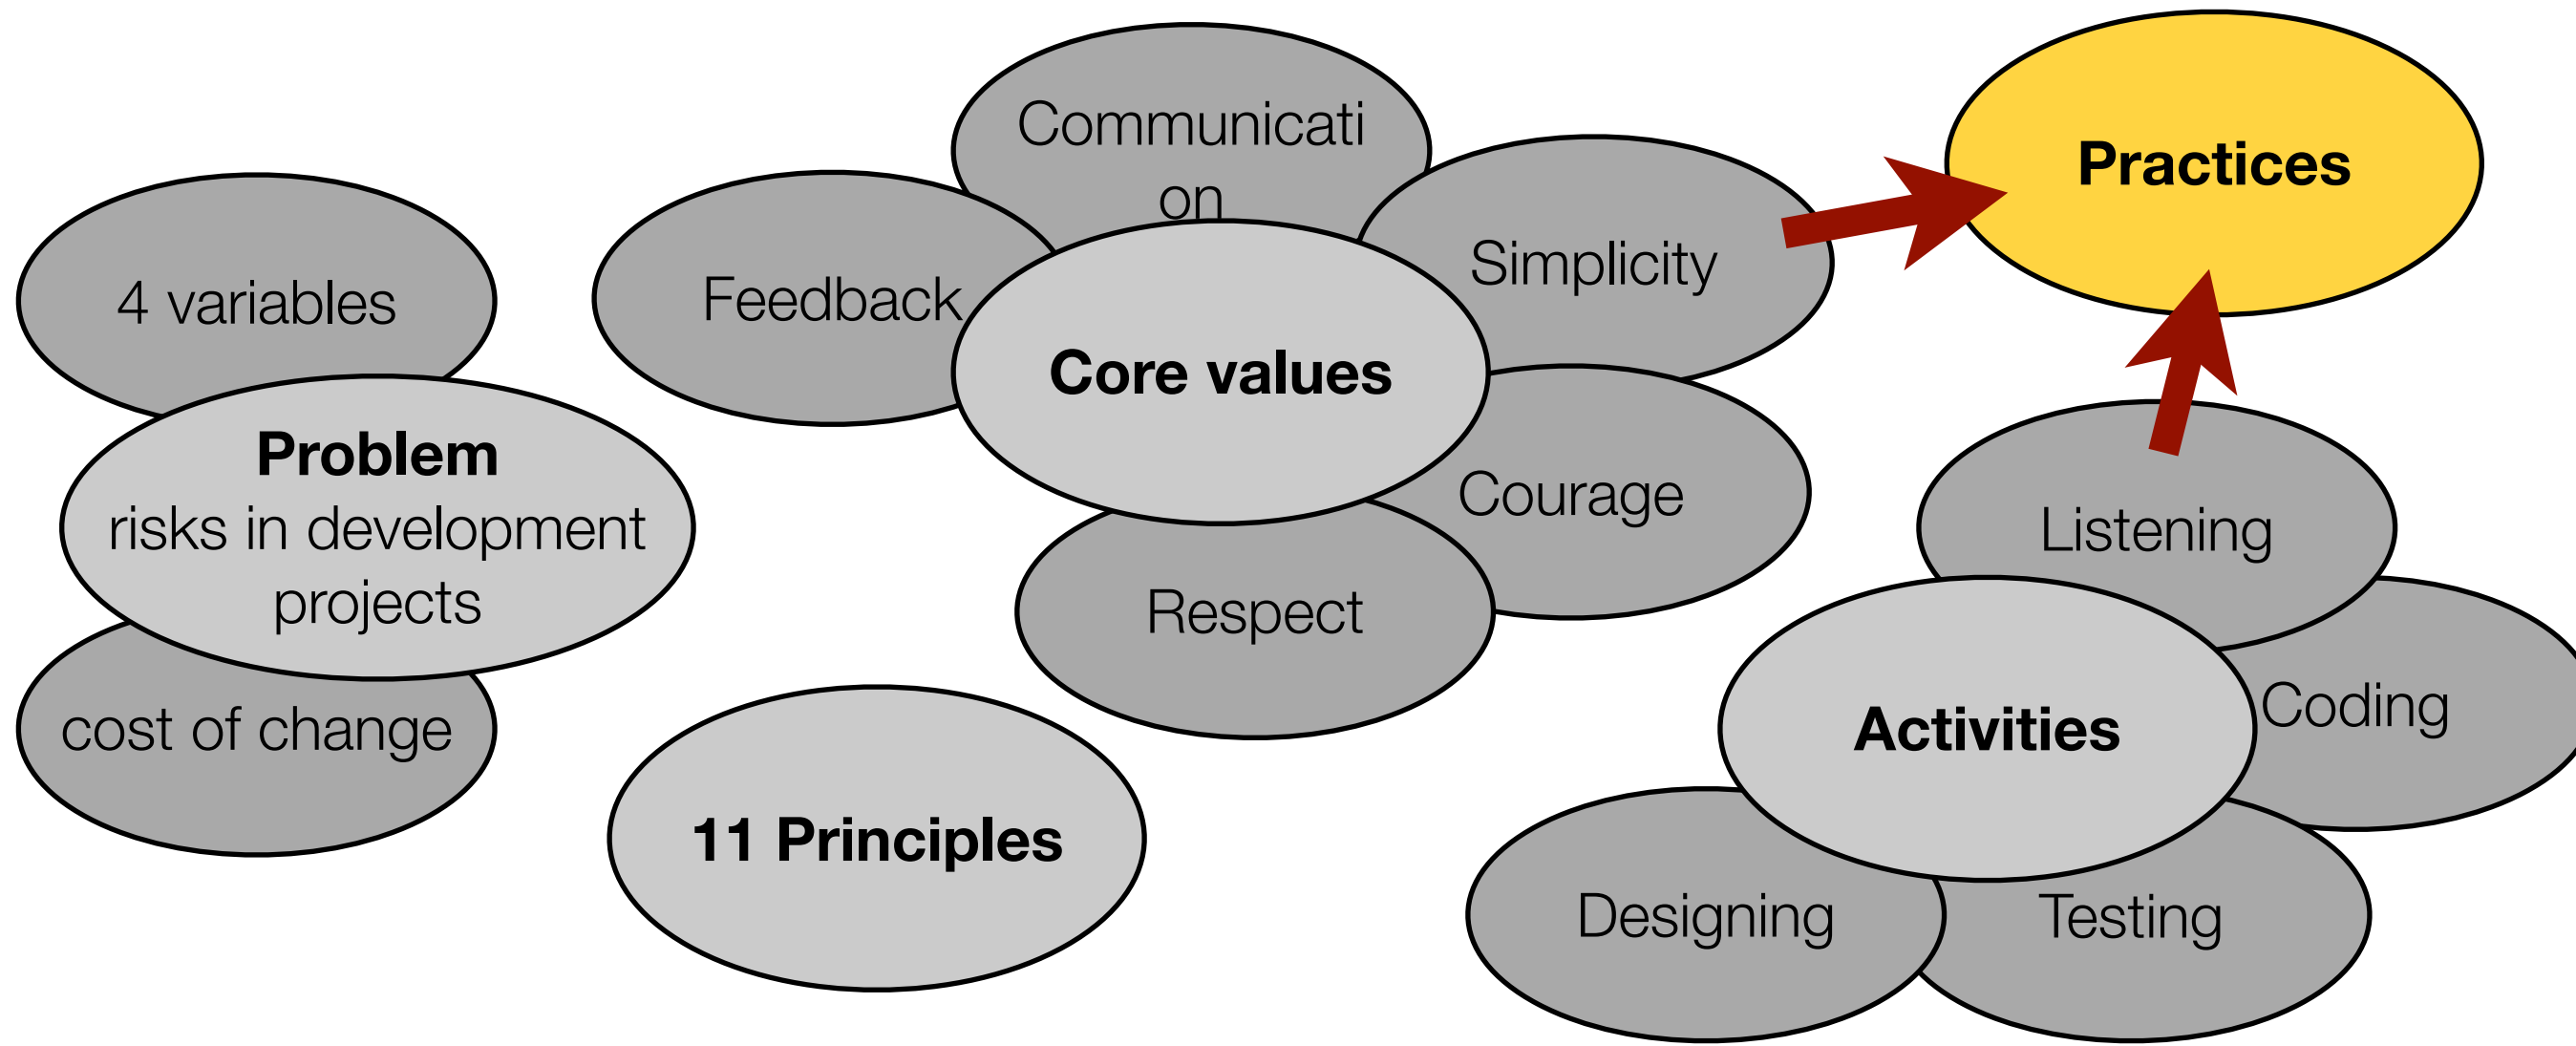 4 variables
Problem
risks in development
projects
cost of change
Communicati
on
Feedback
Simplicity
Core values
Courage
Respect
11 Principles
Practices
Listening
Activities
Coding
Designing
Testing